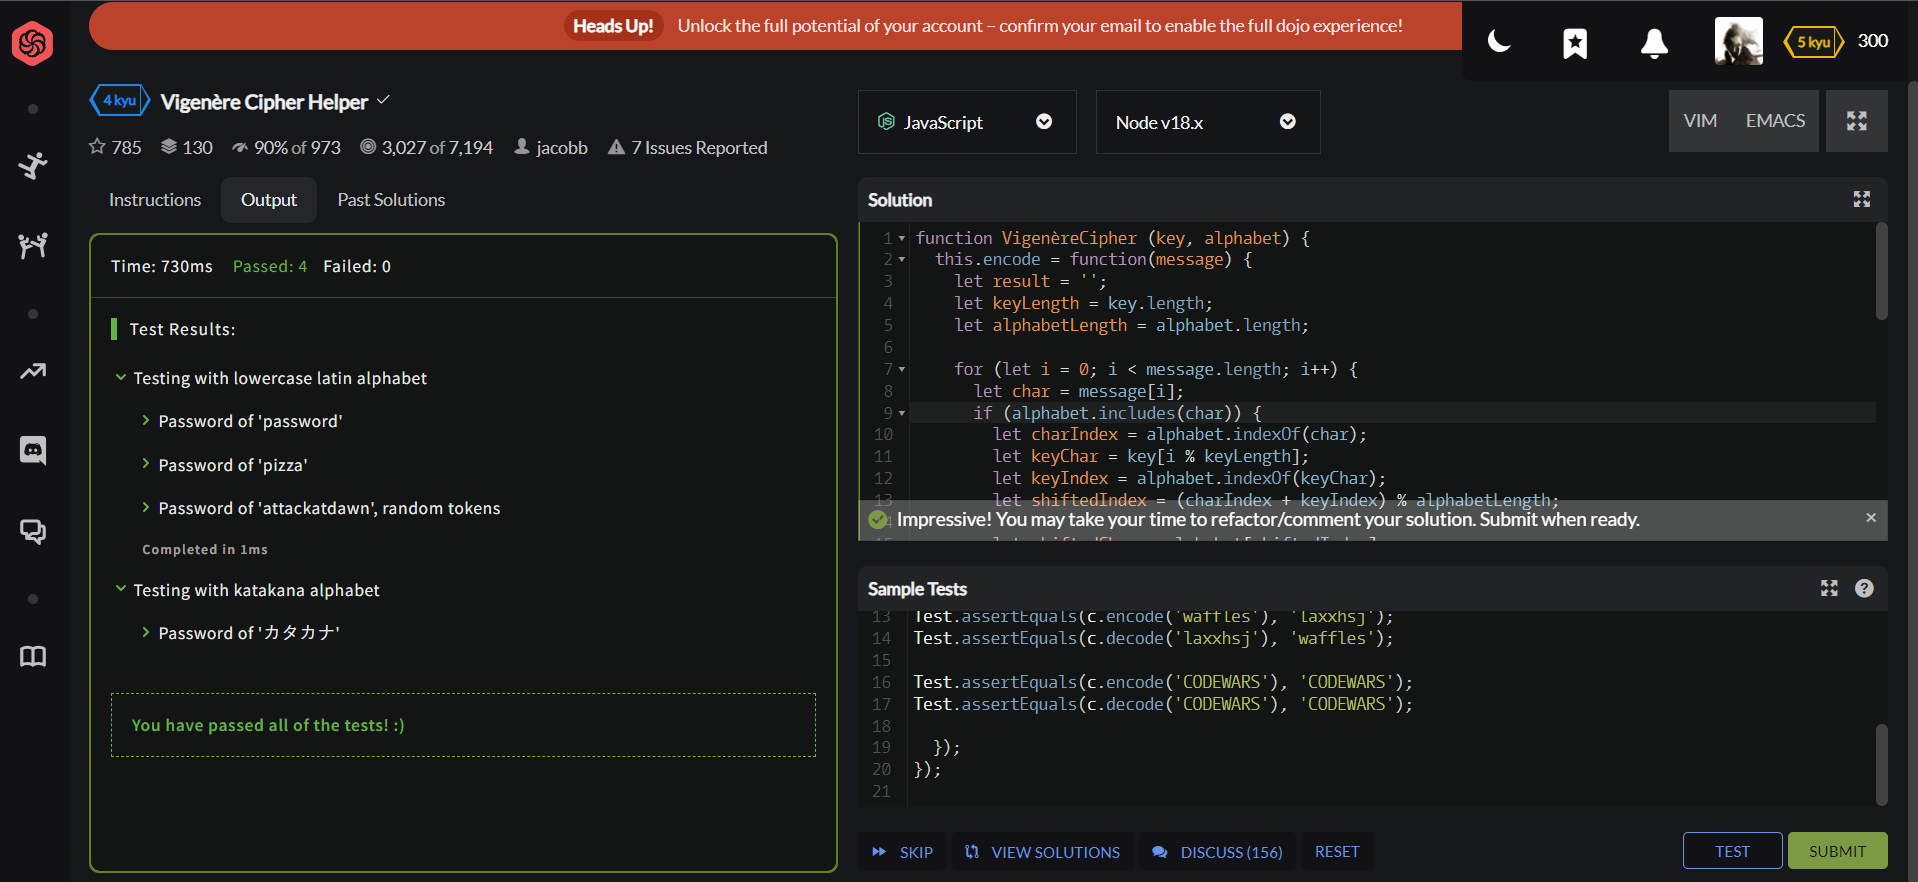 Heads Up! Unlock the full potential of your account – confirm your email to enable the full dojo experience!
5 kyu 300
4 kyu Vigenère Cipher Helper
785 130 90% of 973 3,027 of 7,194 jacobb 7 Issues Reported
JavaScript
Node v18.x
VIM EMACS
Instructions Output Past Solutions
Time: 730ms Passed: 4 Failed: 0
Test Results:
Testing with lowercase latin alphabet
Password of 'password'
Password of 'pizza'
Password of 'attackatdawn', random tokens
Completed in 1ms
Testing with katakana alphabet
Password of 'カタカナ'
You have passed all of the tests! :)
Solution
1 function VigenèreCipher (key, alphabet) {
2 this.encode = function(message) {
3 let result = '';
4 let keyLength = key.length;
5 let alphabetLength = alphabet.length;
6
7 for (let i = 0; i < message.length; i++) {
8 let char = message[i];
9 if (alphabet.includes(char)) {
10 let charIndex = alphabet.indexOf(char);
11 let keyChar = key[i % keyLength];
12 let keyIndex = alphabet.indexOf(keyChar);
13 let shiftedIndex = (charIndex + keyIndex) % alphabetLength;
Impressive! You may take your time to refactor/comment your solution. Submit when ready.
Sample Tests
13 Test.assertEquals(c.encode('waffles'), 'laxxhsj');
14 Test.assertEquals(c.decode('laxxhsj'), 'waffles');
15
16 Test.assertEquals(c.encode('CODEWARS'), 'CODEWARS');
17 Test.assertEquals(c.decode('CODEWARS'), 'CODEWARS');
18
19 });
20 });
21
SKIP VIEW SOLUTIONS DISCUSS (156) RESET TEST SUBMIT